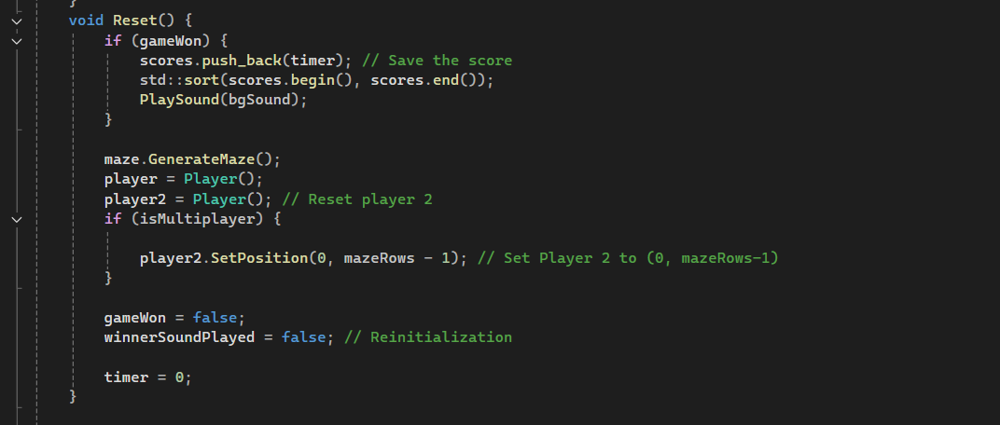 }
void Reset() {
if (gameWon) {
scores.push_back(timer); // Save the score
std::sort(scores.begin(), scores.end());
PlaySound(bgSound);
}
maze.GenerateMaze();
player = Player();
player2 = Player(); // Reset player 2
if (isMultiplayer) {
player2.SetPosition(0, mazeRows - 1); // Set Player 2 to (0, mazeRows-1)
}
gameWon = false;
winnerSoundPlayed = false; // Reinitialization
timer = 0;
}